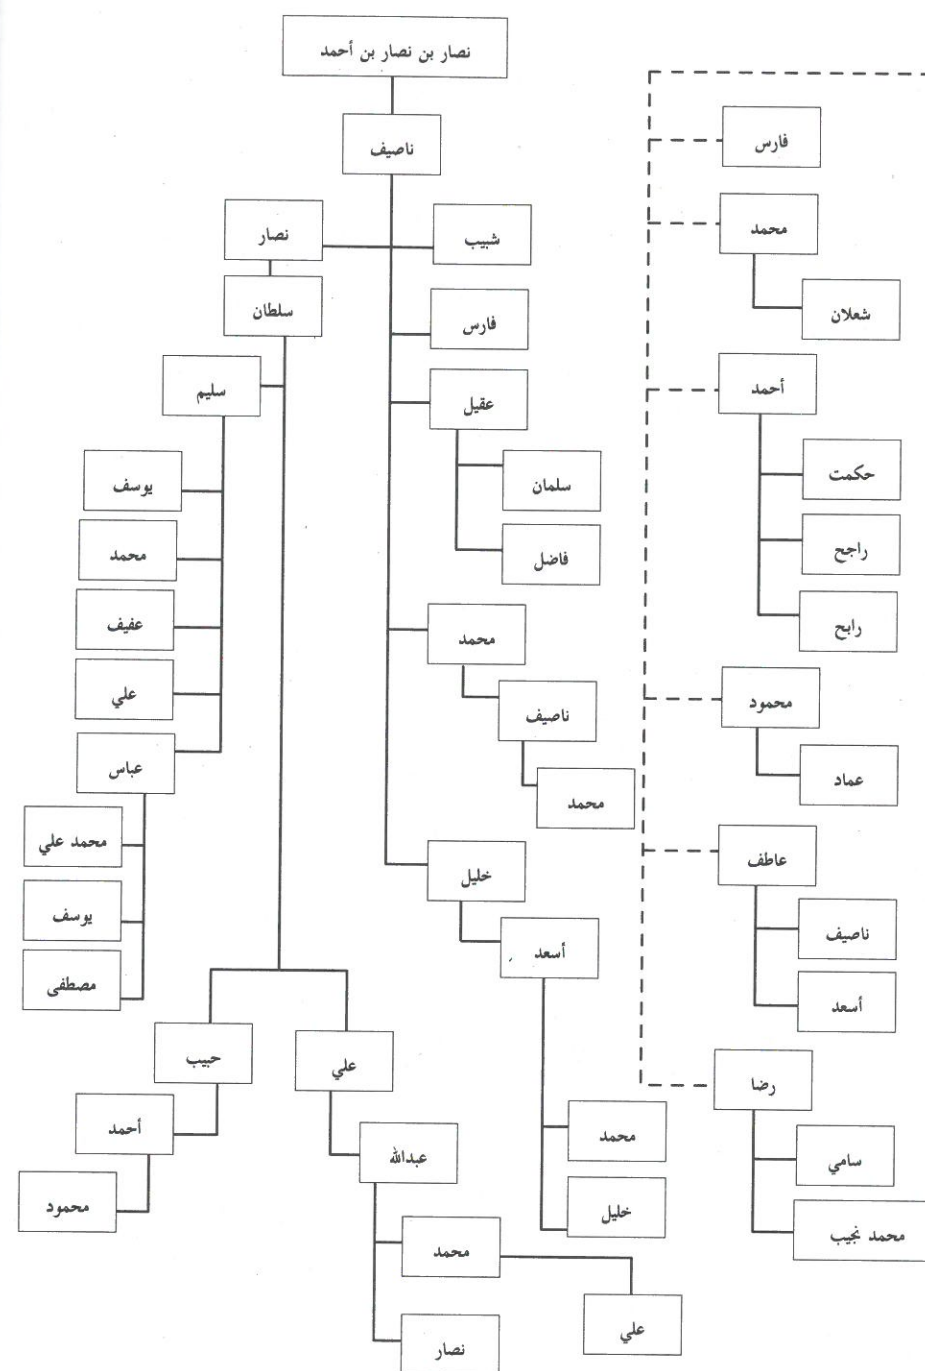 نصار بن نصار بن أحمد
ناصيف
شبيب
نصار
سلطان
فارس
عقيل
سلمان
فاضل
محمد
ناصيف
محمد
خليل
أسعد
محمد
خليل
سليم
يوسف
محمد
عفيف
علي
عباس
محمد علي
يوسف
مصطفى
علي
عبدالله
محمد
علي
نصار
حبيب
أحمد
محمود
فارس
محمد
شعلان
أحمد
حكمت
راجح
رابح
محمود
عماد
عاطف
ناصيف
أسعد
رضا
سامي
محمد نجيب